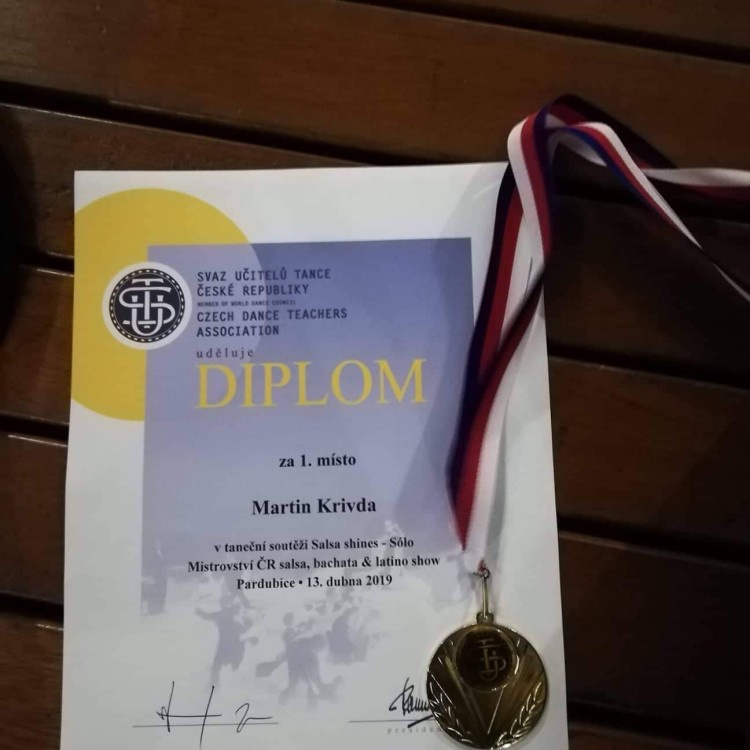 SVAZ UČITELŮ TANCE
ČESKÉ REPUBLIKY
MEMBER OF WORLD DANCE COUNCIL
CZECH DANCE TEACHERS
ASSOCIATION
uděluje
DIPLOM
za 1. místo
Martin Krivda
v taneční soutěži Salsa shines - Sólo
Mistrovství ČR salsa, bachata & latino show
Pardubice • 13. dubna 2019